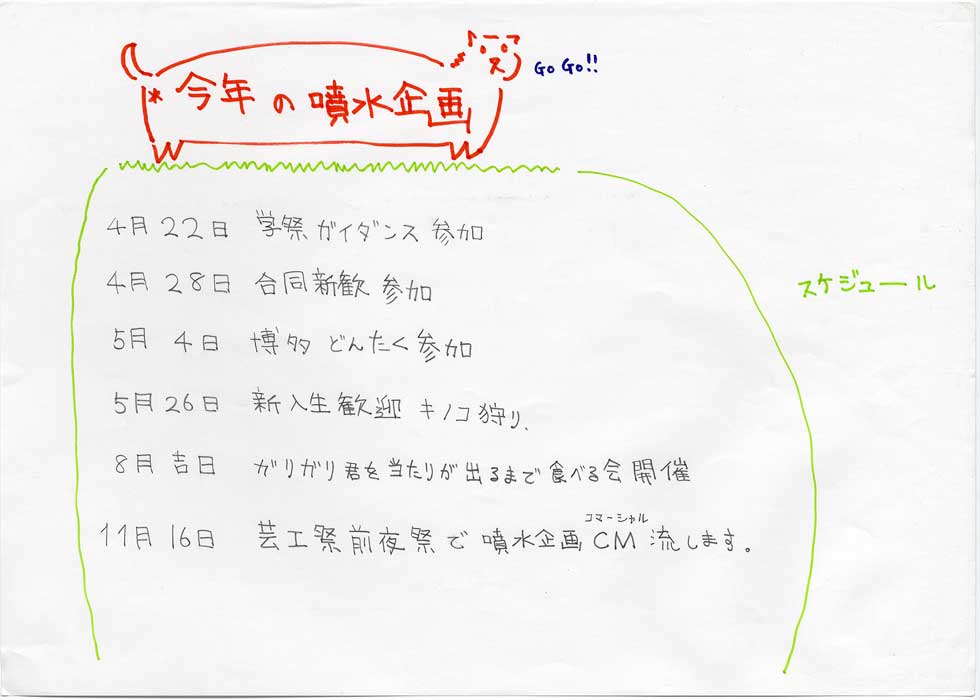 今年の噴水企画
GO GO!!
スケジュール
4月22日 学祭ガイダンス参加
4月28日 合同新歓参加
5月4日 博多どんたく参加
5月26日 新入生歓迎キノコ狩り.
8月吉日 ガリガリ君を当たりが出るまで食べる会開催
コマーシャル
11月16日 芸工祭前夜祭で噴水企画CM流します。